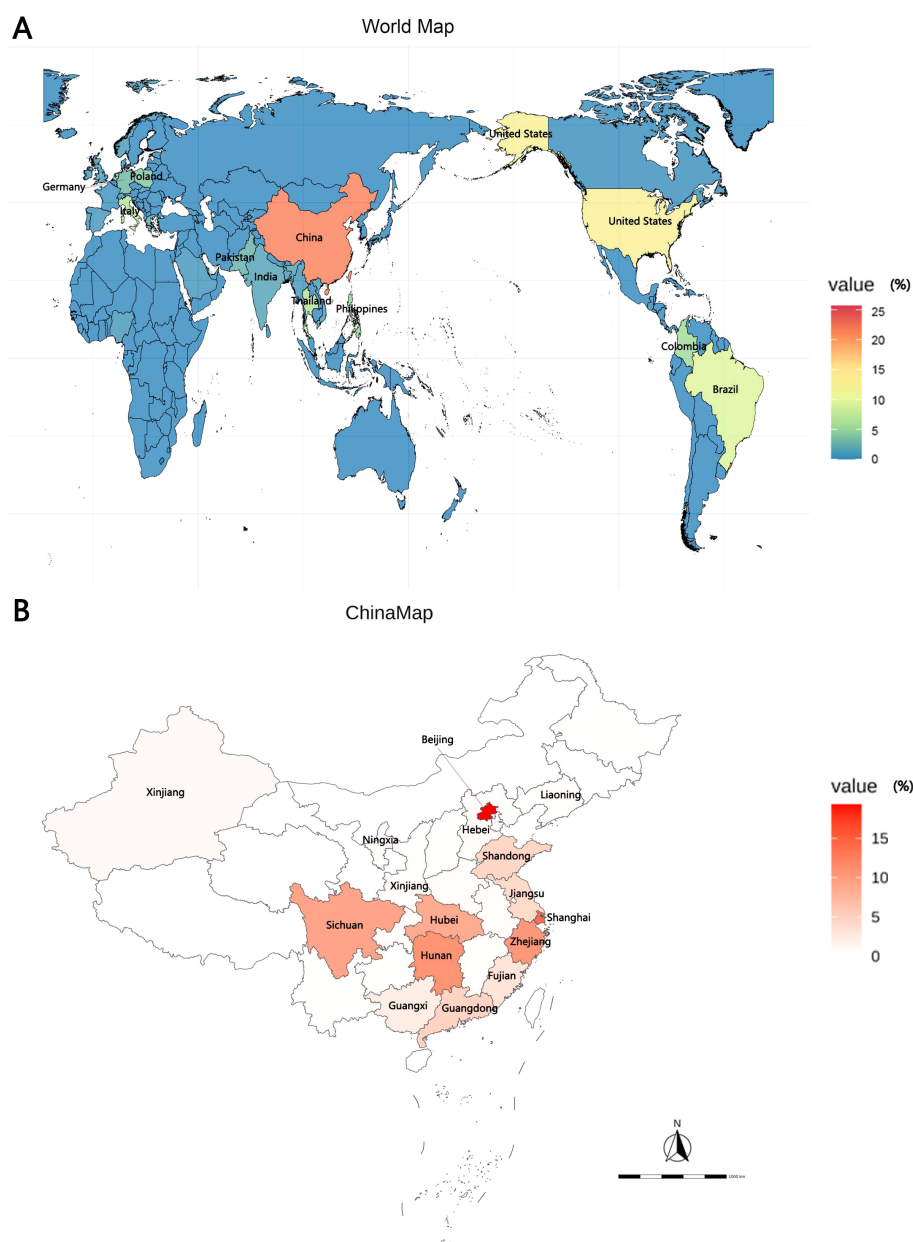 A
World Map
United States
Germany
Poland
Italy
China
United States
Pakistan
India
Thailand
Philippines
Colombia
Brazil
value (%)
25
20
15
10
5
0
B
ChinaMap
Beijing
Xinjiang
Liaoning
Ningxia
Hebei
Shandong
Xinjiang
Jiangsu
Sichuan
Hubei
Shanghai
Zhejiang
Hunan
Fujian
Guangxi
Guangdong
value (%)
15
10
5
0
N
1000 km